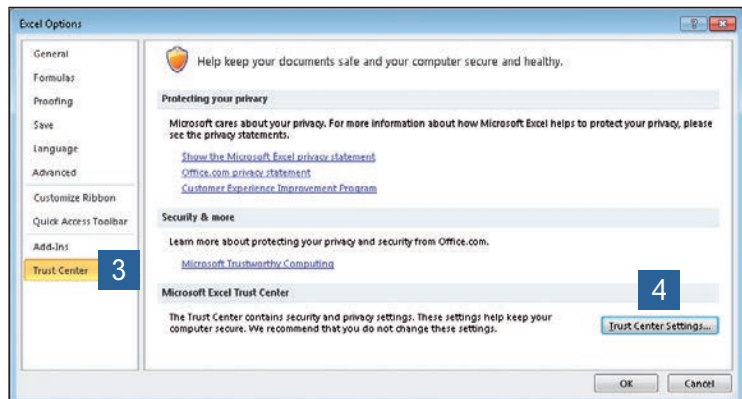 Excel Options
General
Formulas
Proofing
Save
Language
Advanced
Customize Ribbon
Quick Access Toolbar
Add-Ins
Trust Center
3
Help keep your documents safe and your computer secure and healthy.
Protecting your privacy
Microsoft cares about your privacy. For more information about how Microsoft Excel helps to protect your privacy, please
see the privacy statements.
Show the Microsoft Excel privacy statement
Office.com privacy statement
Customer Experience Improvement Program
Security & more
Learn more about protecting your privacy and security from Office.com.
Microsoft Trustworthy Computing
Microsoft Excel Trust Center
4
The Trust Center contains security and privacy settings. These settings help keep your
computer secure. We recommend that you do not change these settings.
Trust Center Settings...
OK
Cancel